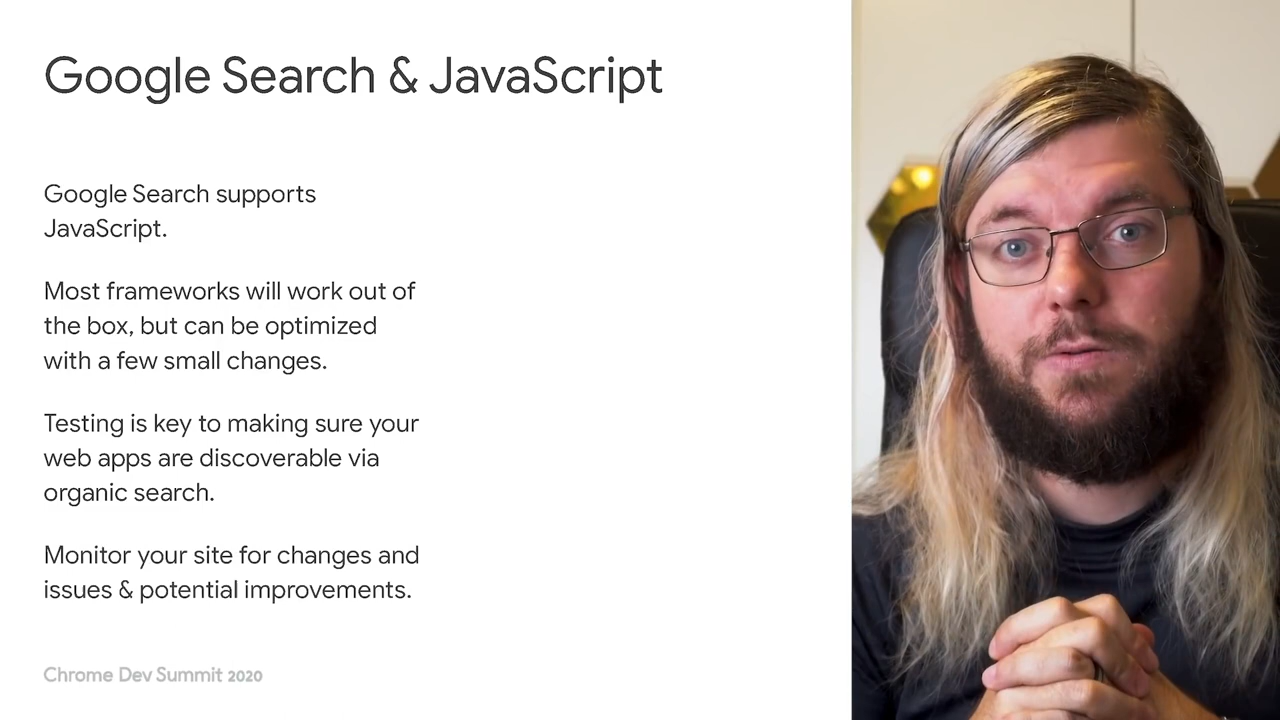 Google Search & JavaScript
Google Search supports
JavaScript.
Most frameworks will work out of
the box, but can be optimized
with a few small changes.
Testing is key to making sure your
web apps are discoverable via
organic search.
Monitor your site for changes and
issues & potential improvements.
Chrome Dev Summit 2020